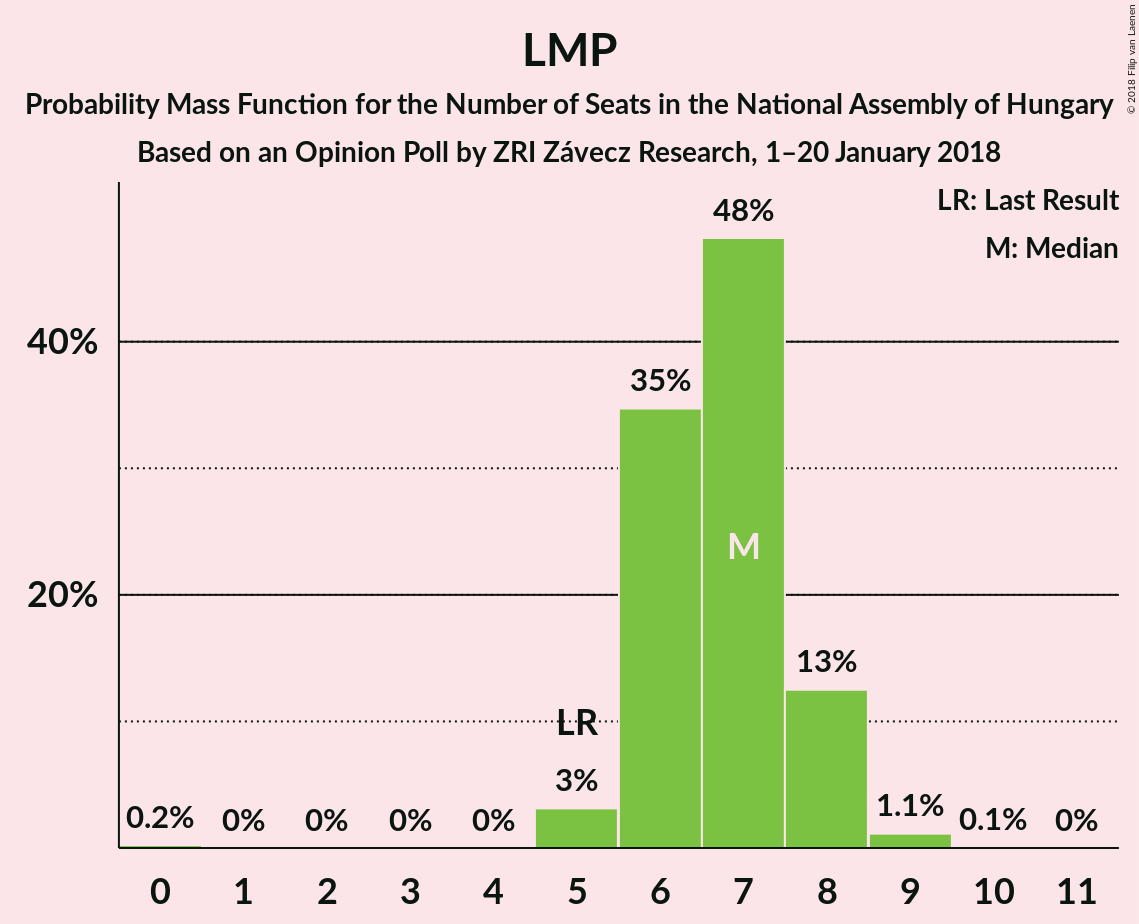 LMP
Probability Mass Function for the Number of Seats in the National Assembly of Hungary
Based on an Opinion Poll by ZRI Závecz Research, 1–20 January 2018
© 2018 Filip van Laenen
LR: Last Result
M: Median
48%
40%
35%
M
20%
13%
LR
3%
0.2% 0% 0% 0% 0% 1.1% 0.1% 0%
0 1 2 3 4 5 6 7 8 9 10 11